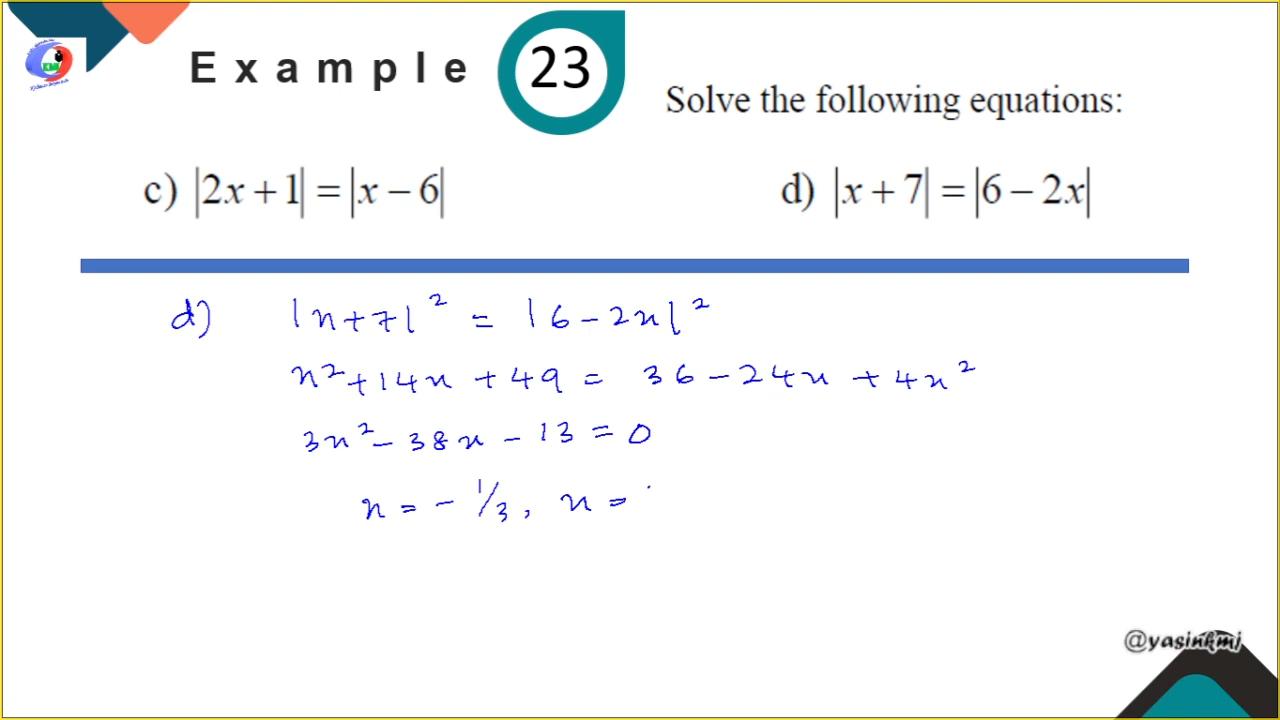 Example 23
Solve the following equations:
c) |2x + 1| = |x − 6|
d) |x + 7| = |6 − 2x|
d) |x+7|² = |6−2x|²
x² + 14x + 49 = 36 − 24x + 4x²
3x² − 38x − 13 = 0
x = − 1/3, x =
@yasinkmj